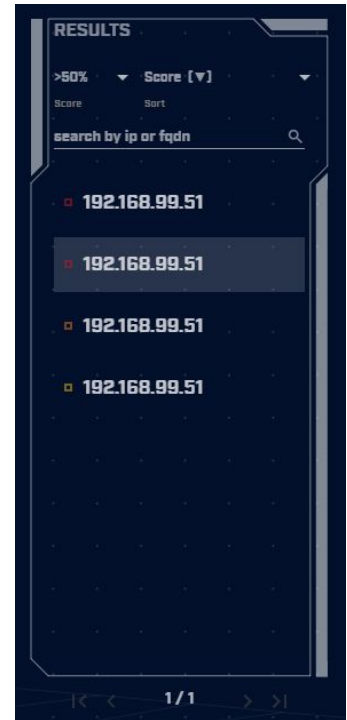 RESULTS
>50% Score [▼]
Score Sort
search by ip or fqdn
192.168.99.51
192.168.99.51
192.168.99.51
192.168.99.51
1/1